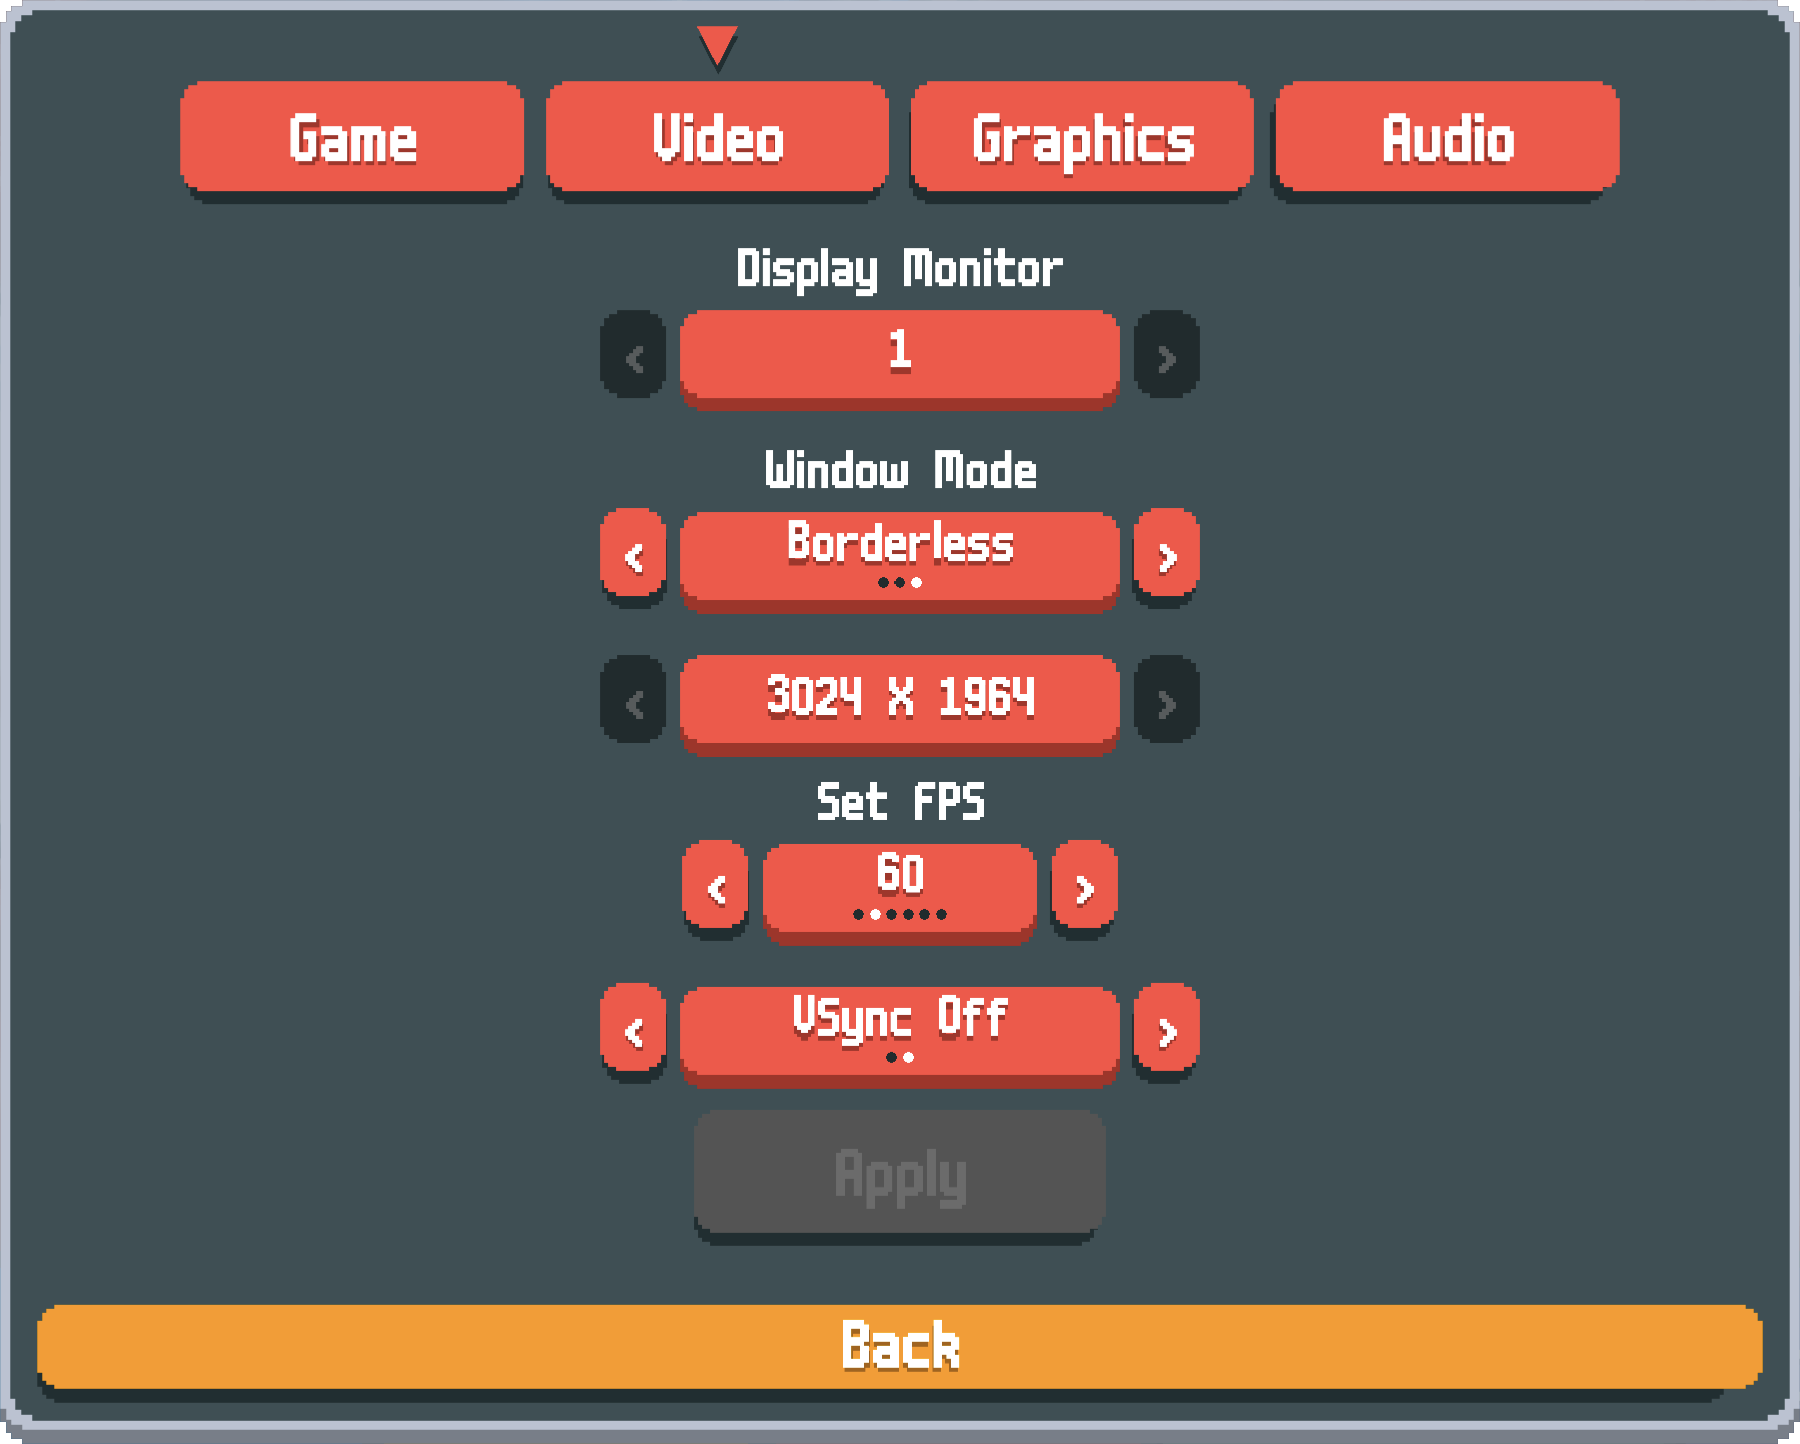 Game Video Graphics Audio
Display Monitor
< 1 >
Window Mode
< Borderless >
< 3024 X 1964 >
Set FPS
< 60 >
< VSync Off >
Apply
Back